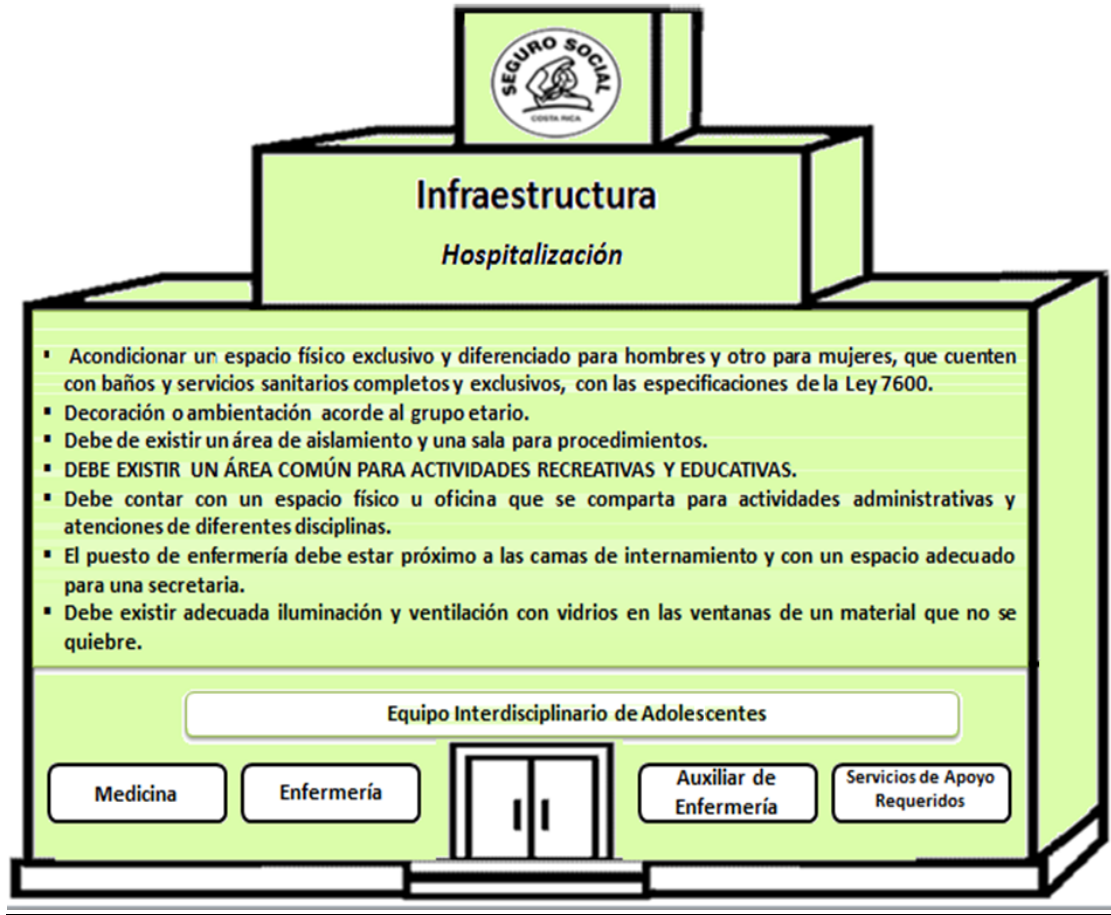 SEGURO SOCIAL
COSTA RICA
Infraestructura
Hospitalización
▪ Acondicionar un espacio físico exclusivo y diferenciado para hombres y otro para mujeres, que cuenten
con baños y servicios sanitarios completos y exclusivos, con las especificaciones de la Ley 7600.
▪ Decoración o ambientación acorde al grupo etario.
▪ Debe de existir un área de aislamiento y una sala para procedimientos.
▪ DEBE EXISTIR UN ÁREA COMÚN PARA ACTIVIDADES RECREATIVAS Y EDUCATIVAS.
▪ Debe contar con un espacio físico u oficina que se comparta para actividades administrativas y
atenciones de diferentes disciplinas.
▪ El puesto de enfermería debe estar próximo a las camas de internamiento y con un espacio adecuado
para una secretaria.
▪ Debe existir adecuada iluminación y ventilación con vidrios en las ventanas de un material que no se
quiebre.
Equipo Interdisciplinario de Adolescentes
Medicina
Enfermería
Auxiliar de
Enfermería
Servicios de Apoyo
Requeridos